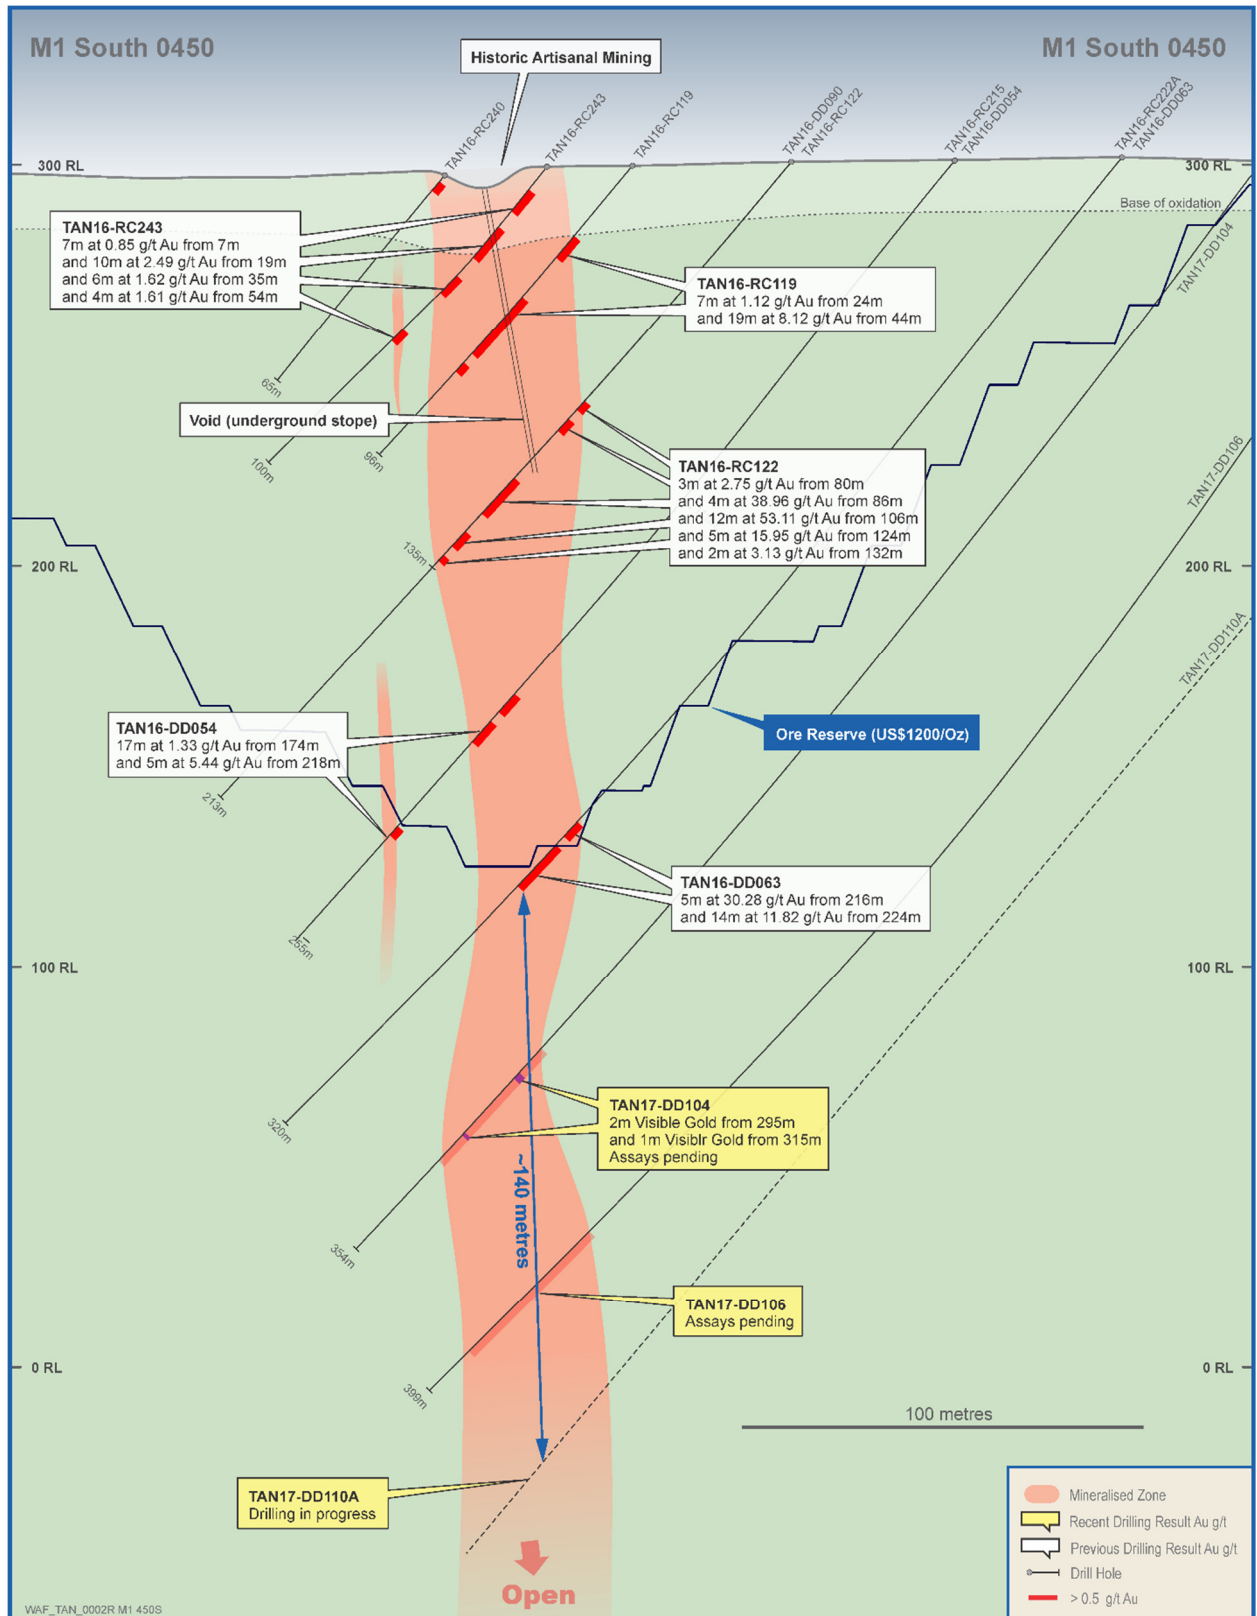 M1 South 0450
M1 South 0450
Historic Artisanal Mining
TAN16-RC240
TAN16-RC243
TAN16-RC119
TAN16-DD090
TAN16-RC122
TAN16-RC215
TAN16-DD054
TAN16-RC222A
TAN16-DD063
300 RL
300 RL
Base of oxidation
TAN17-DD104
TAN16-RC243
7m at 0.85 g/t Au from 7m
and 10m at 2.49 g/t Au from 19m
and 6m at 1.62 g/t Au from 35m
and 4m at 1.61 g/t Au from 54m
TAN16-RC119
7m at 1.12 g/t Au from 24m
and 19m at 8.12 g/t Au from 44m
65m
Void (underground stope)
100m
96m
TAN17-DD106
TAN16-RC122
3m at 2.75 g/t Au from 80m
and 4m at 38.96 g/t Au from 86m
and 12m at 53.11 g/t Au from 106m
and 5m at 15.95 g/t Au from 124m
and 2m at 3.13 g/t Au from 132m
135m
200 RL
200 RL
TAN17-DD110A
TAN16-DD054
17m at 1.33 g/t Au from 174m
and 5m at 5.44 g/t Au from 218m
Ore Reserve (US$1200/Oz)
213m
TAN16-DD063
5m at 30.28 g/t Au from 216m
and 14m at 11.82 g/t Au from 224m
255m
100 RL
100 RL
320m
TAN17-DD104
2m Visible Gold from 295m
and 1m Visiblr Gold from 315m
Assays pending
~140 metres
354m
TAN17-DD106
Assays pending
0 RL
0 RL
399m
100 metres
TAN17-DD110A
Drilling in progress
Open
Mineralised Zone
Recent Drilling Result Au g/t
Previous Drilling Result Au g/t
Drill Hole
> 0.5 g/t Au
WAF_TAN_0002R M1 450S